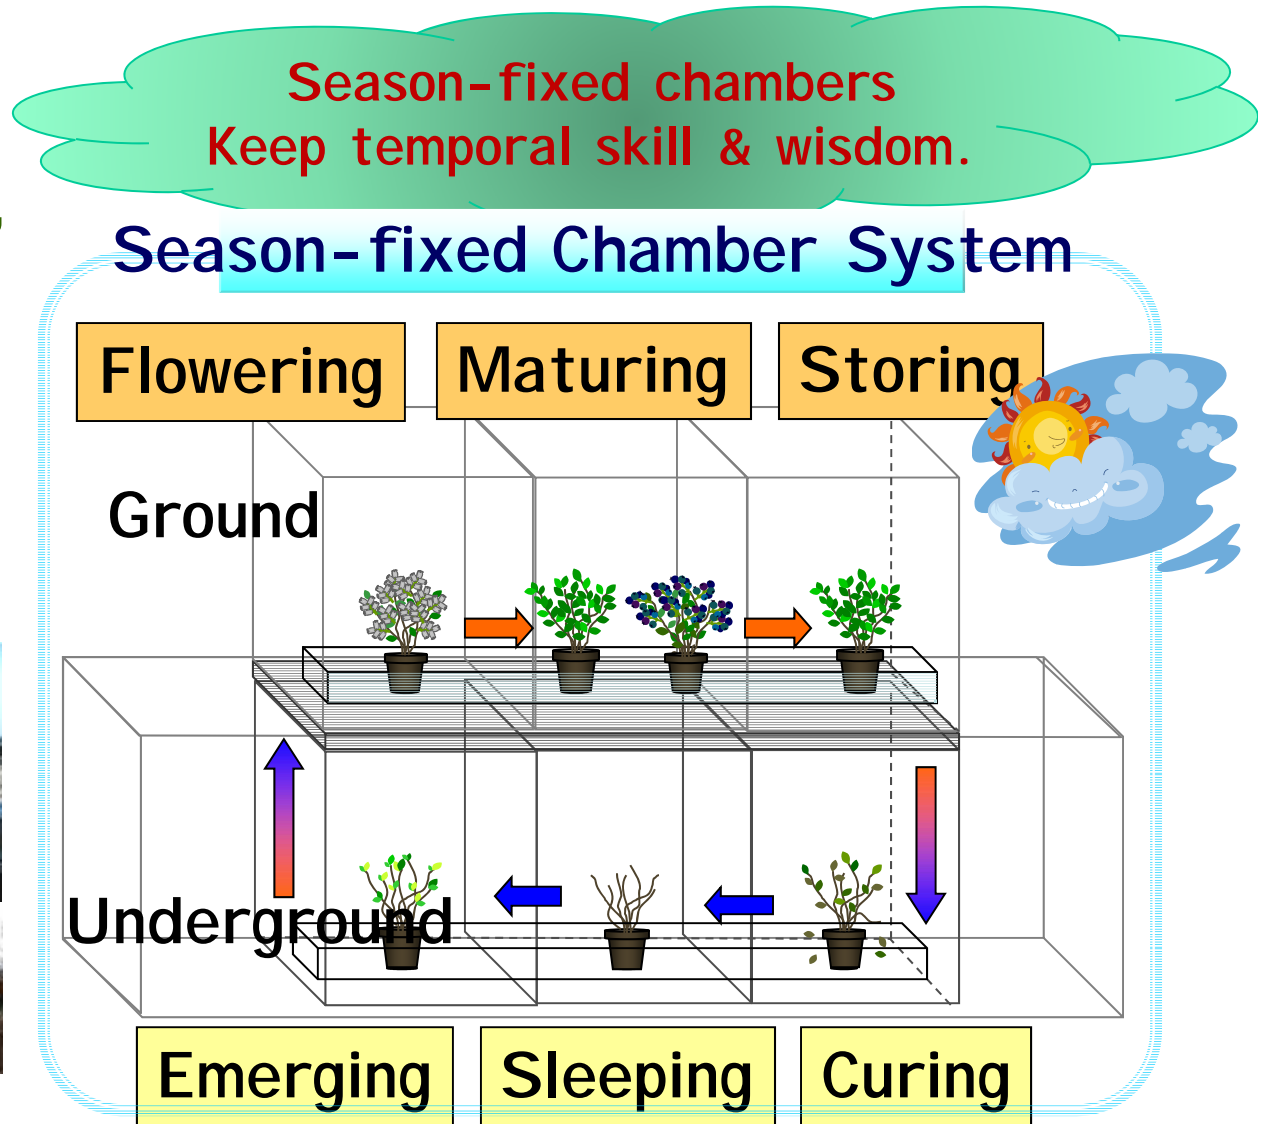 Season-fixed chambers
Keep temporal skill & wisdom.
Season-fixed Chamber System
Flowering
Maturing
Storing
Ground
Underground
Emerging
Sleeping
Curing